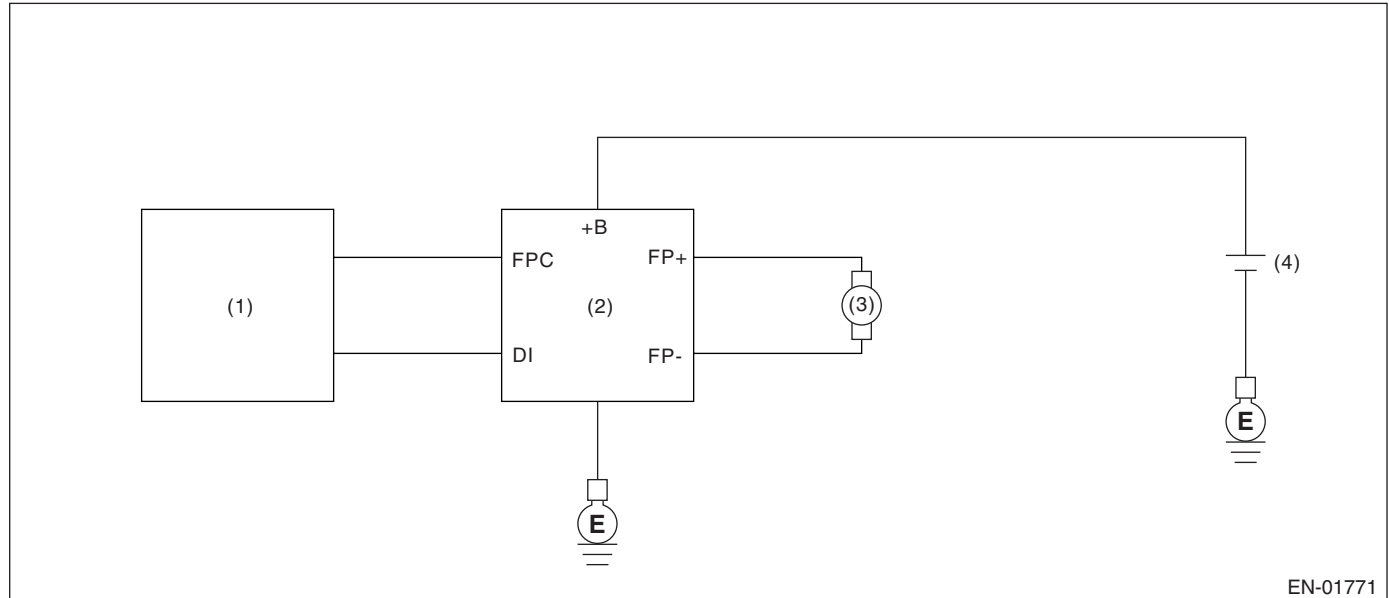 +B
FPC
FP+
(4)
(1)
(2)
(3)
DI
FP-
E
E
EN-01771